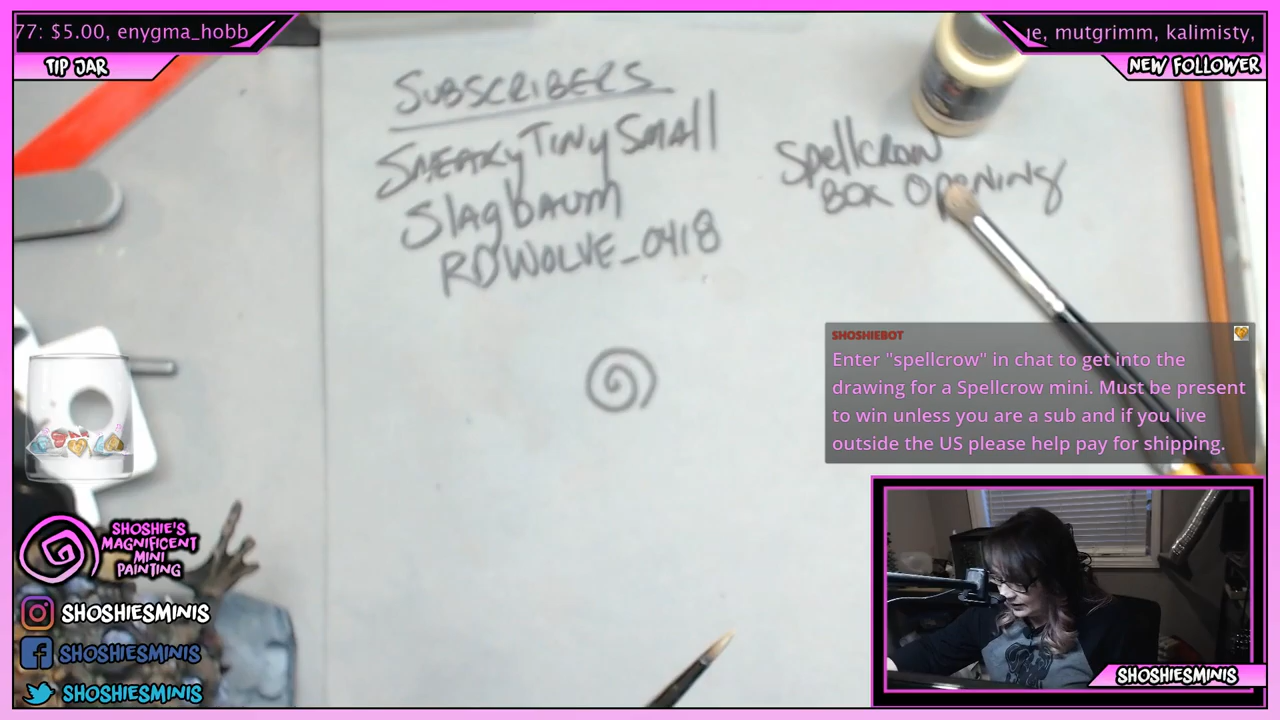 77: $5.00, enygma_hobb
TIP JAR
ue, mutgrimm, kalimisty,
NEW FOLLOWER
SUBSCRIBERS
SNEAKyTINySMAll
Slagbaum
RDWOLVE_0418
Spellcrow
BOX OPENING
SHOSHIEBOT
Enter "spellcrow" in chat to get into the
drawing for a Spellcrow mini. Must be present
to win unless you are a sub and if you live
outside the US please help pay for shipping.
SHOSHIE'S
MAGNIFICENT
MINI
PAINTING
SHOSHIESMINIS
SHOSHIESMINIS
SHOSHIESMINIS
SHOSHIESMINIS